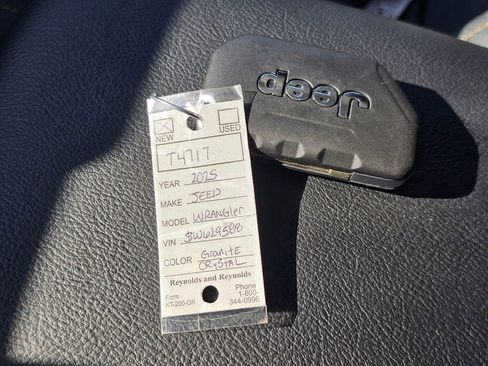 Jeep
NEW USED
T4717
YEAR 2025
MAKE JEEP
MODEL WRANGler
VIN SW629588
COLOR Granite
CRYSTAL
Reynolds and Reynolds
Form
KT-200-GR
Phone
1-800-
344-0996